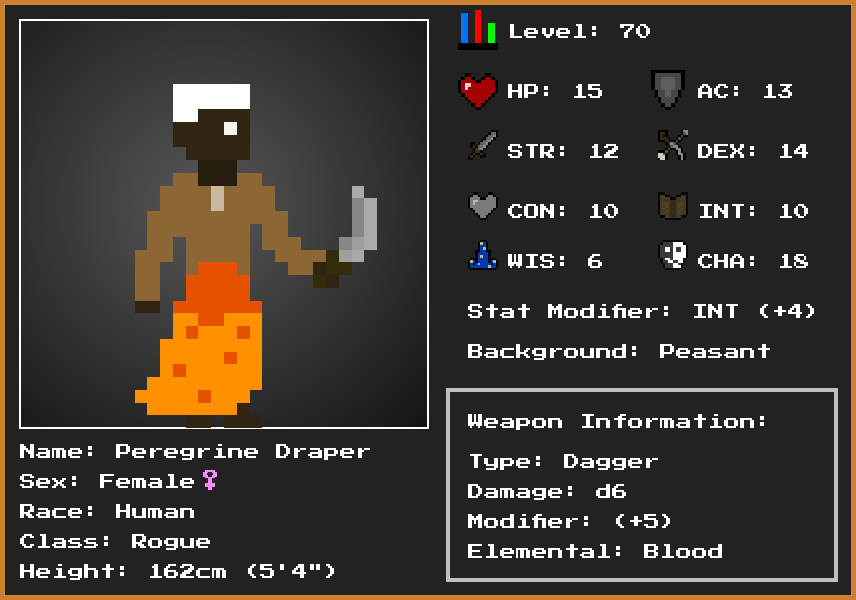 Level: 70
HP: 15 AC: 13
STR: 12 DEX: 14
CON: 10 INT: 10
WIS: 6 CHA: 18
Stat Modifier: INT (+4)
Background: Peasant
Weapon Information:
Type: Dagger
Damage: d6
Modifier: (+5)
Elemental: Blood
Name: Peregrine Draper
Sex: Female♀
Race: Human
Class: Rogue
Height: 162cm (5'4")